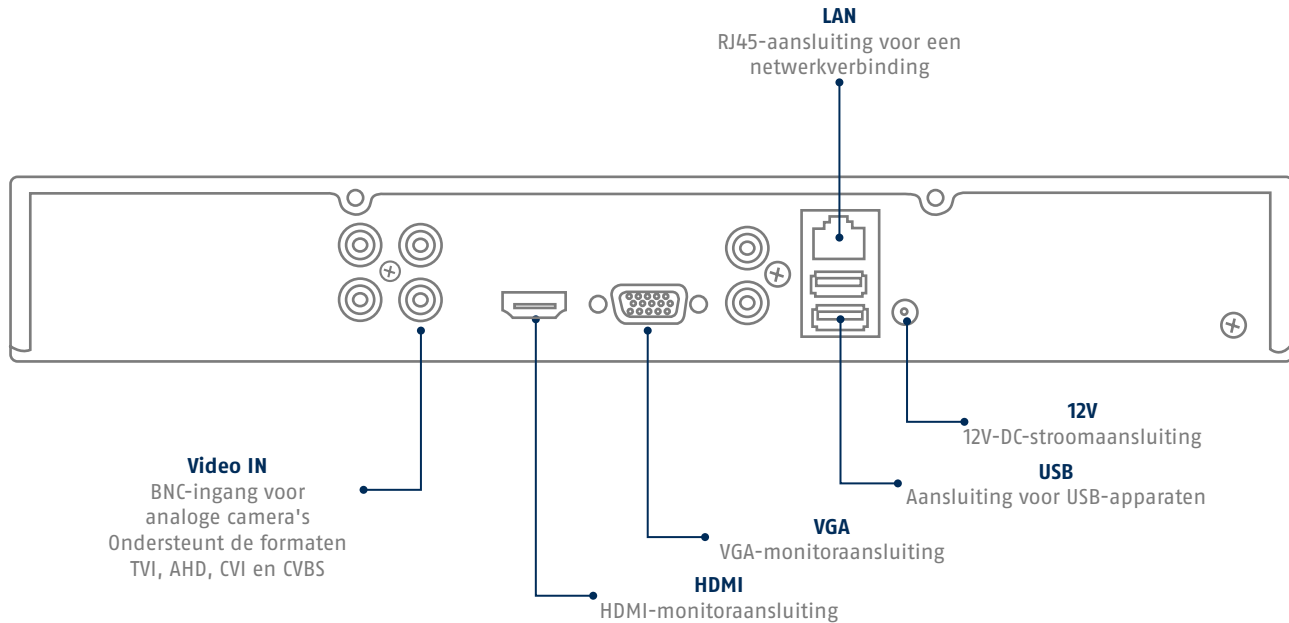 LAN
RJ45-aansluiting voor een
netwerkverbinding
12V
12V-DC-stroomaansluiting
Video IN
BNC-ingang voor
analoge camera's
Ondersteunt de formaten
TVI, AHD, CVI en CVBS
USB
Aansluiting voor USB-apparaten
VGA
VGA-monitoraansluiting
HDMI
HDMI-monitoraansluiting